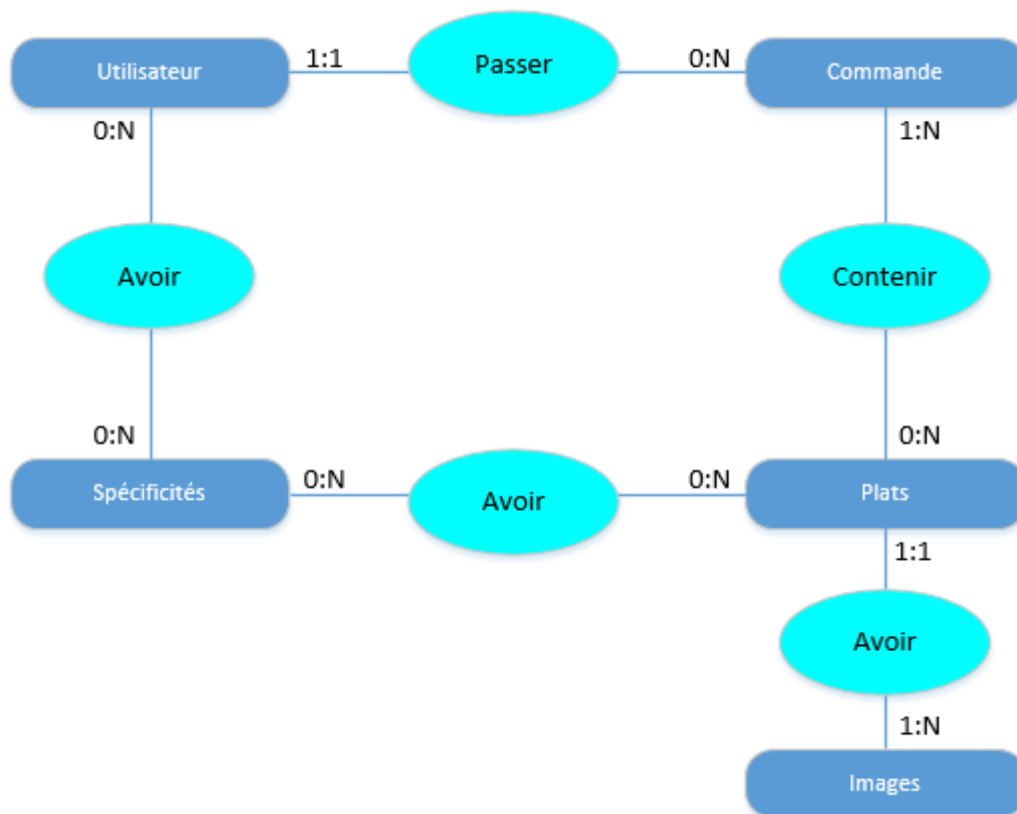 Utilisateur 1:1 Passer 0:N Commande
0:N 1:N
Avoir Contenir
0:N 0:N
Spécificités 0:N Avoir 0:N Plats
1:1
Avoir
1:N
Images